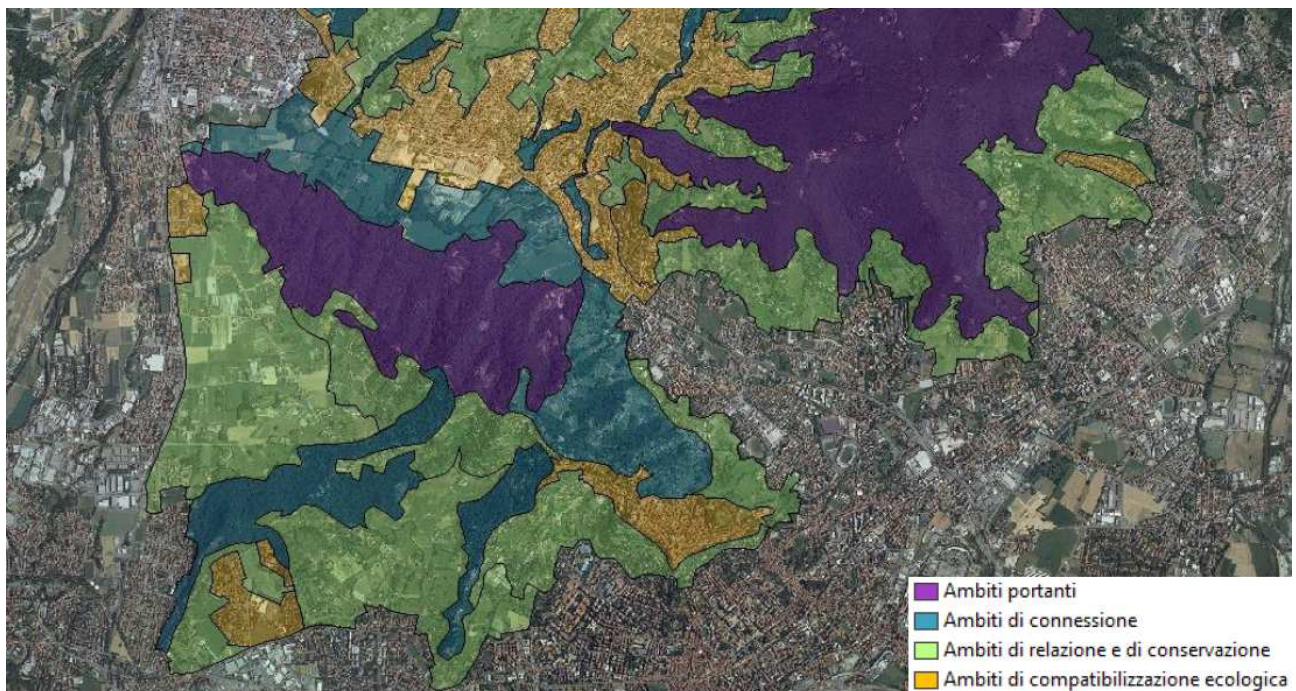 Ambiti portanti
Ambiti di connessione
Ambiti di relazione e di conservazione
Ambiti di compatibilizzazione ecologica